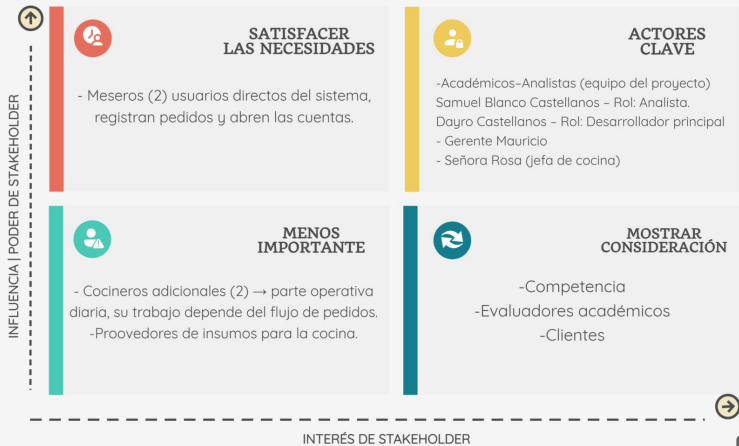 INFLUENCIA | PODER DE STAKEHOLDER
SATISFACER
LAS NECESIDADES
- Meseros (2) usuarios directos del sistema,
registran pedidos y abren las cuentas.
ACTORES
CLAVE
-Académicos–Analistas (equipo del proyecto)
Samuel Blanco Castellanos – Rol: Analista.
Dayro Castellanos – Rol: Desarrollador principal
- Gerente Mauricio
- Señora Rosa (jefa de cocina)
MENOS
IMPORTANTE
- Cocineros adicionales (2) → parte operativa
diaria, su trabajo depende del flujo de pedidos.
-Proovedores de insumos para la cocina.
MOSTRAR
CONSIDERACIÓN
-Competencia
-Evaluadores académicos
-Clientes
INTERÉS DE STAKEHOLDER